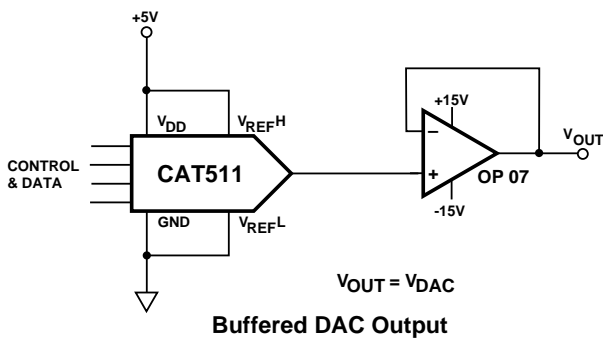 +5V
VDD
VREFH
CONTROL
& DATA
CAT511
GND
VREFL
+15V
−
+
OP 07
-15V
VOUT
VOUT = VDAC
Buffered DAC Output